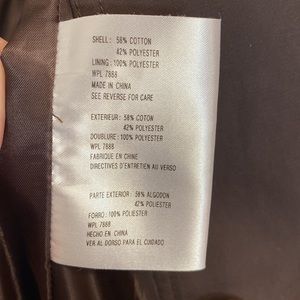 SHELL: 58% COTTON
42% POLYESTER
LINING: 100% POLYESTER
WPL 7888
MADE IN CHINA
SEE REVERSE FOR CARE
EXTERIEUR: 58% COTON
42% POLYESTER
DOUBLURE: 100% POLYESTER
WPL 7888
FABRIQUE EN CHINE
DIRECTIVES D'ENTRETIEN AU VERSO
PARTE EXTERIOR: 58% ALGODON
42% POLIESTER
FORRO: 100% POLIESTER
WPL 7888
HECHO EN CHINA
VER AL DORSO PARA EL CUIDADO